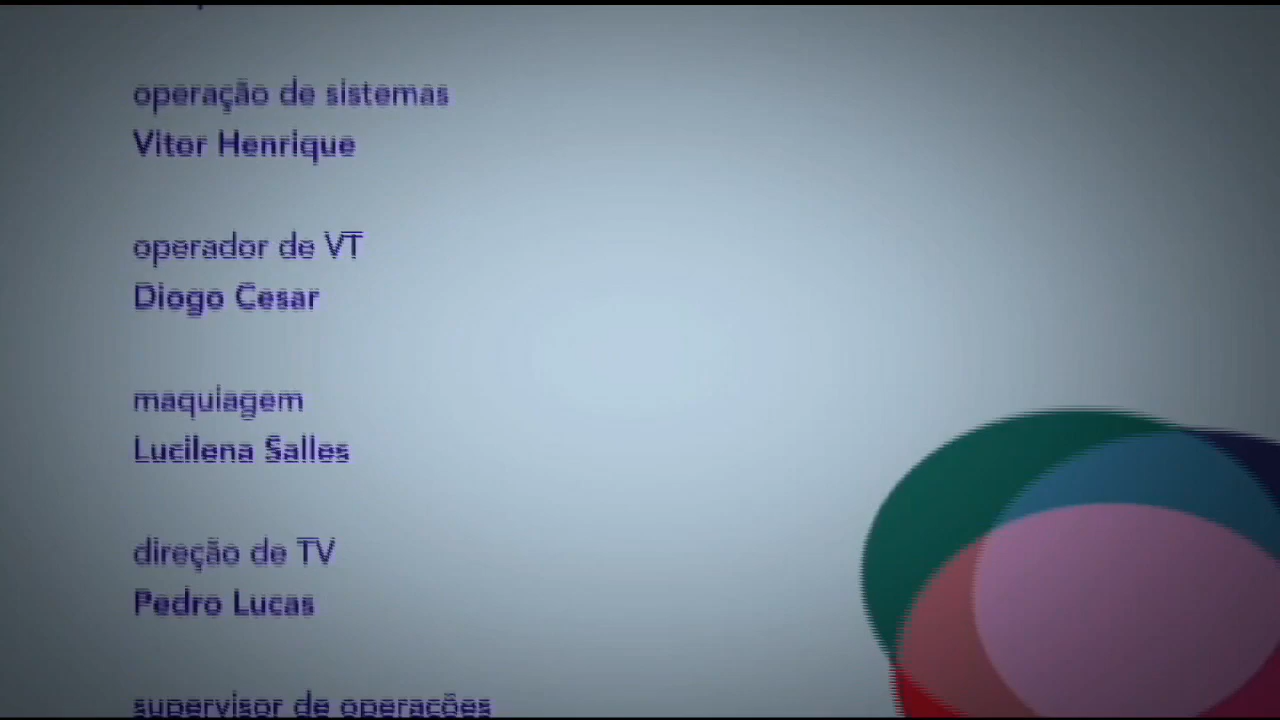 operação de sistemas
Vitor Henrique
operador de VT
Diogo Cesar
maquiagem
Lucilena Salles
direção de TV
Pedro Lucas
supervisor de operações